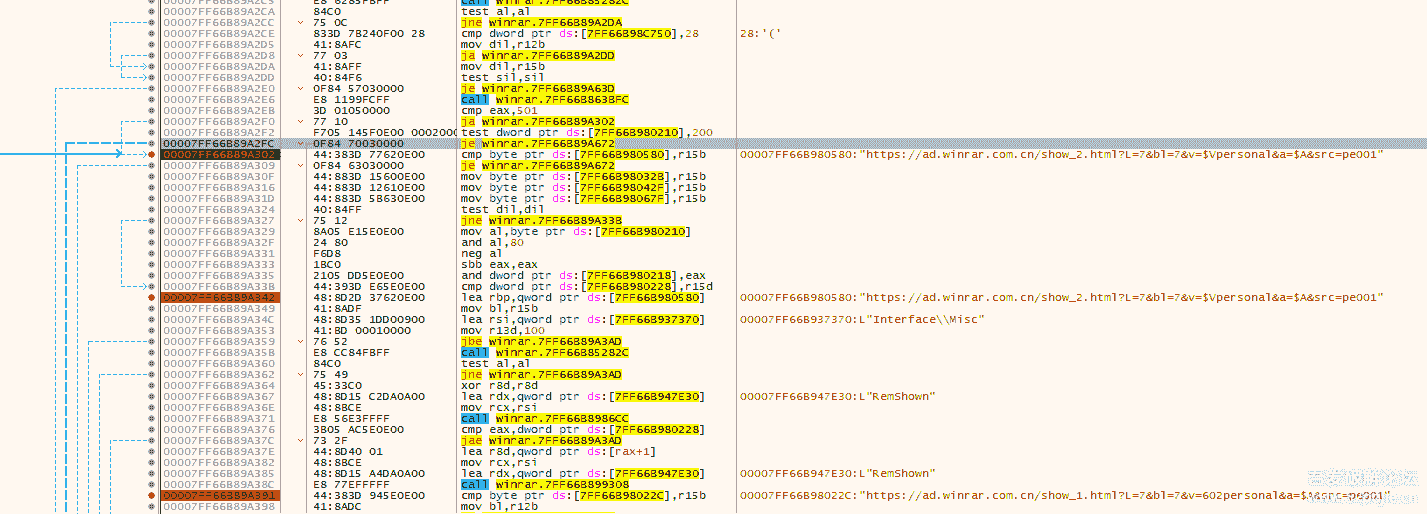 00007FF66B89A2CA 84C0 test al,al
00007FF66B89A2CC 75 0C jne winrar.7FF66B89A2DA
00007FF66B89A2CE 833D 7B240F00 28 cmp dword ptr ds:[7FF66B98C750],28 28:'('
00007FF66B89A2D5 41:8AFC mov dil,r12b
00007FF66B89A2D8 77 03 ja winrar.7FF66B89A2DD
00007FF66B89A2DA 41:8AFF mov dil,r15b
00007FF66B89A2DD 40:84F6 test sil,sil
00007FF66B89A2E0 0F84 57030000 je winrar.7FF66B89A63D
00007FF66B89A2E6 E8 1199FCFF call winrar.7FF66B863BFC
00007FF66B89A2EB 3D 01050000 cmp eax,501
00007FF66B89A2F0 77 10 ja winrar.7FF66B89A302
00007FF66B89A2F2 F705 145F0E00 0002000 test dword ptr ds:[7FF66B980210],200
00007FF66B89A2FC 0F84 70030000 je winrar.7FF66B89A672
00007FF66B89A302 44:383D 77620E00 cmp byte ptr ds:[7FF66B980580],r15b 00007FF66B980580:"https://ad.winrar.com.cn/show_2.html?L=7&bl=7&v=$Vpersonal&a=$A&src=pe001"
00007FF66B89A309 0F84 63030000 je winrar.7FF66B89A672
00007FF66B89A30F 44:883D 15600E00 mov byte ptr ds:[7FF66B98032B],r15b
00007FF66B89A316 44:883D 12610E00 mov byte ptr ds:[7FF66B98042F],r15b
00007FF66B89A31D 44:883D 5B630E00 mov byte ptr ds:[7FF66B98067F],r15b
00007FF66B89A324 40:84FF test dil,dil
00007FF66B89A327 75 12 jne winrar.7FF66B89A33B
00007FF66B89A329 8A05 E15E0E00 mov al,byte ptr ds:[7FF66B980210]
00007FF66B89A32F 24 80 and al,80
00007FF66B89A331 F6D8 neg al
00007FF66B89A333 1BC0 sbb eax,eax
00007FF66B89A335 2105 DD5E0E00 and dword ptr ds:[7FF66B980218],eax
00007FF66B89A33B 44:393D E65E0E00 cmp dword ptr ds:[7FF66B980228],r15d
00007FF66B89A342 48:8D2D 37620E00 lea rbp,qword ptr ds:[7FF66B980580] 00007FF66B980580:"https://ad.winrar.com.cn/show_2.html?L=7&bl=7&v=$Vpersonal&a=$A&src=pe001"
00007FF66B89A349 41:8ADF mov bl,r15b
00007FF66B89A34C 48:8D35 1DD00900 lea rsi,qword ptr ds:[7FF66B937370] 00007FF66B937370:L"Interface\\Misc"
00007FF66B89A353 41:BD 00010000 mov r13d,100
00007FF66B89A359 76 52 jbe winrar.7FF66B89A3AD
00007FF66B89A35B E8 CC84FBFF call winrar.7FF66B85282C
00007FF66B89A360 84C0 test al,al
00007FF66B89A362 75 49 jne winrar.7FF66B89A3AD
00007FF66B89A364 45:33C0 xor r8d,r8d
00007FF66B89A367 48:8D15 C2DA0A00 lea rdx,qword ptr ds:[7FF66B947E30] 00007FF66B947E30:L"RemShown"
00007FF66B89A36E 48:8BCE mov rcx,rsi
00007FF66B89A371 E8 56E3FFFF call winrar.7FF66B8986CC
00007FF66B89A376 3B05 AC5E0E00 cmp eax,dword ptr ds:[7FF66B980228]
00007FF66B89A37C 73 2F jae winrar.7FF66B89A3AD
00007FF66B89A37E 44:8D40 01 lea r8d,qword ptr ds:[rax+1]
00007FF66B89A382 48:8BCE mov rcx,rsi
00007FF66B89A385 48:8D15 A4DA0A00 lea rdx,qword ptr ds:[7FF66B947E30] 00007FF66B947E30:L"RemShown"
00007FF66B89A38C E8 77EFFFFF call winrar.7FF66B899308
00007FF66B89A391 44:383D 945E0E00 cmp byte ptr ds:[7FF66B98022C],r15b 00007FF66B98022C:"https://ad.winrar.com.cn/show_1.html?L=7&bl=7&v=602personal&a=$A&src=pe001"
00007FF66B89A398 41:8ADC mov bl,r12b